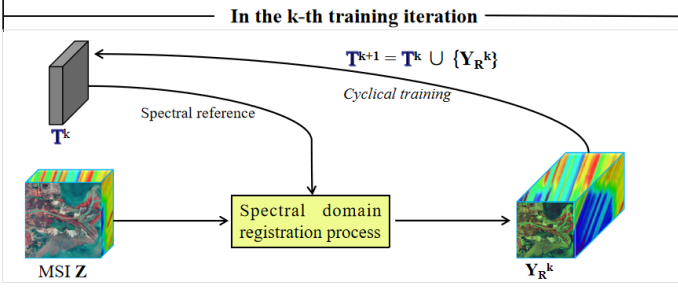 In the k-th training iteration
T^{k+1} = T^k ∪ {Y_R^k}
Cyclical training
Spectral reference
T^k
Spectral domain
registration process
MSI Z
Y_R^k